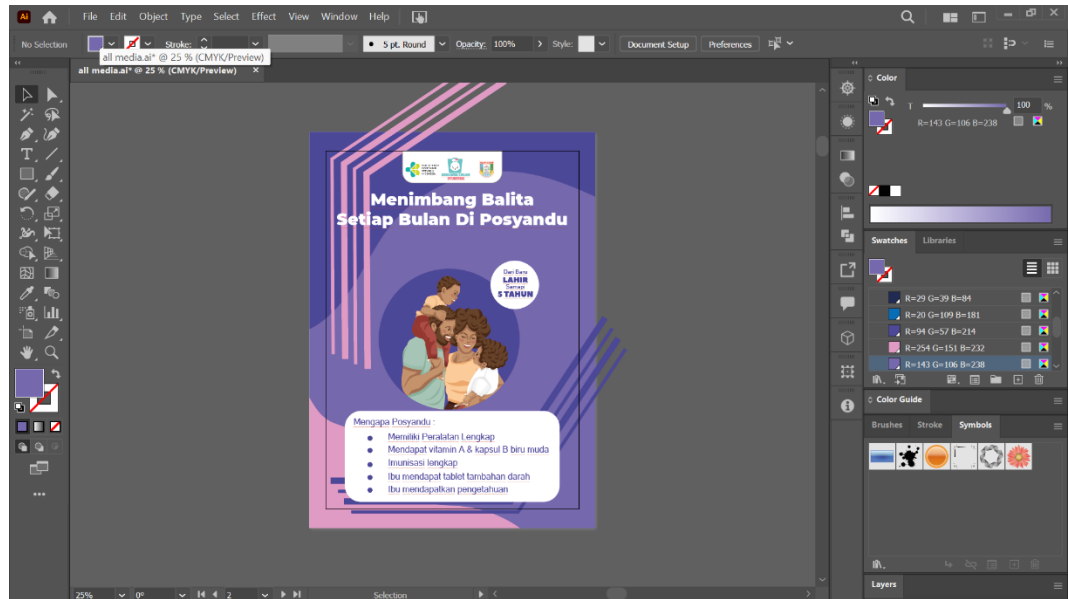 Ai File Edit Object Type Select Effect View Window Help
No Selection Stroke: 5 pt. Round Opacity: 100% Style: Document Setup Preferences
all media.ai* @ 25 % (CMYK/Preview)
all media.ai* @ 25 % (CMYK/Preview) ×
Menimbang Balita
Setiap Bulan Di Posyandu
Dari Baru
LAHIR
Samapi
5 TAHUN
Mengapa Posyandu :
Memiliki Peralatan Lengkap
Mendapat vitamin A & kapsul B biru muda
Imunisasi lengkap
Ibu mendapat tablet tambahan darah
Ibu mendapatkan pengetahuan
Color
T 100 %
R=143 G=106 B=238
Swatches Libraries
R=29 G=39 B=84
R=20 G=109 B=181
R=94 G=57 B=214
R=254 G=151 B=232
R=143 G=106 B=238
Color Guide
Brushes Stroke Symbols
Layers
25% 0° 2 Selection